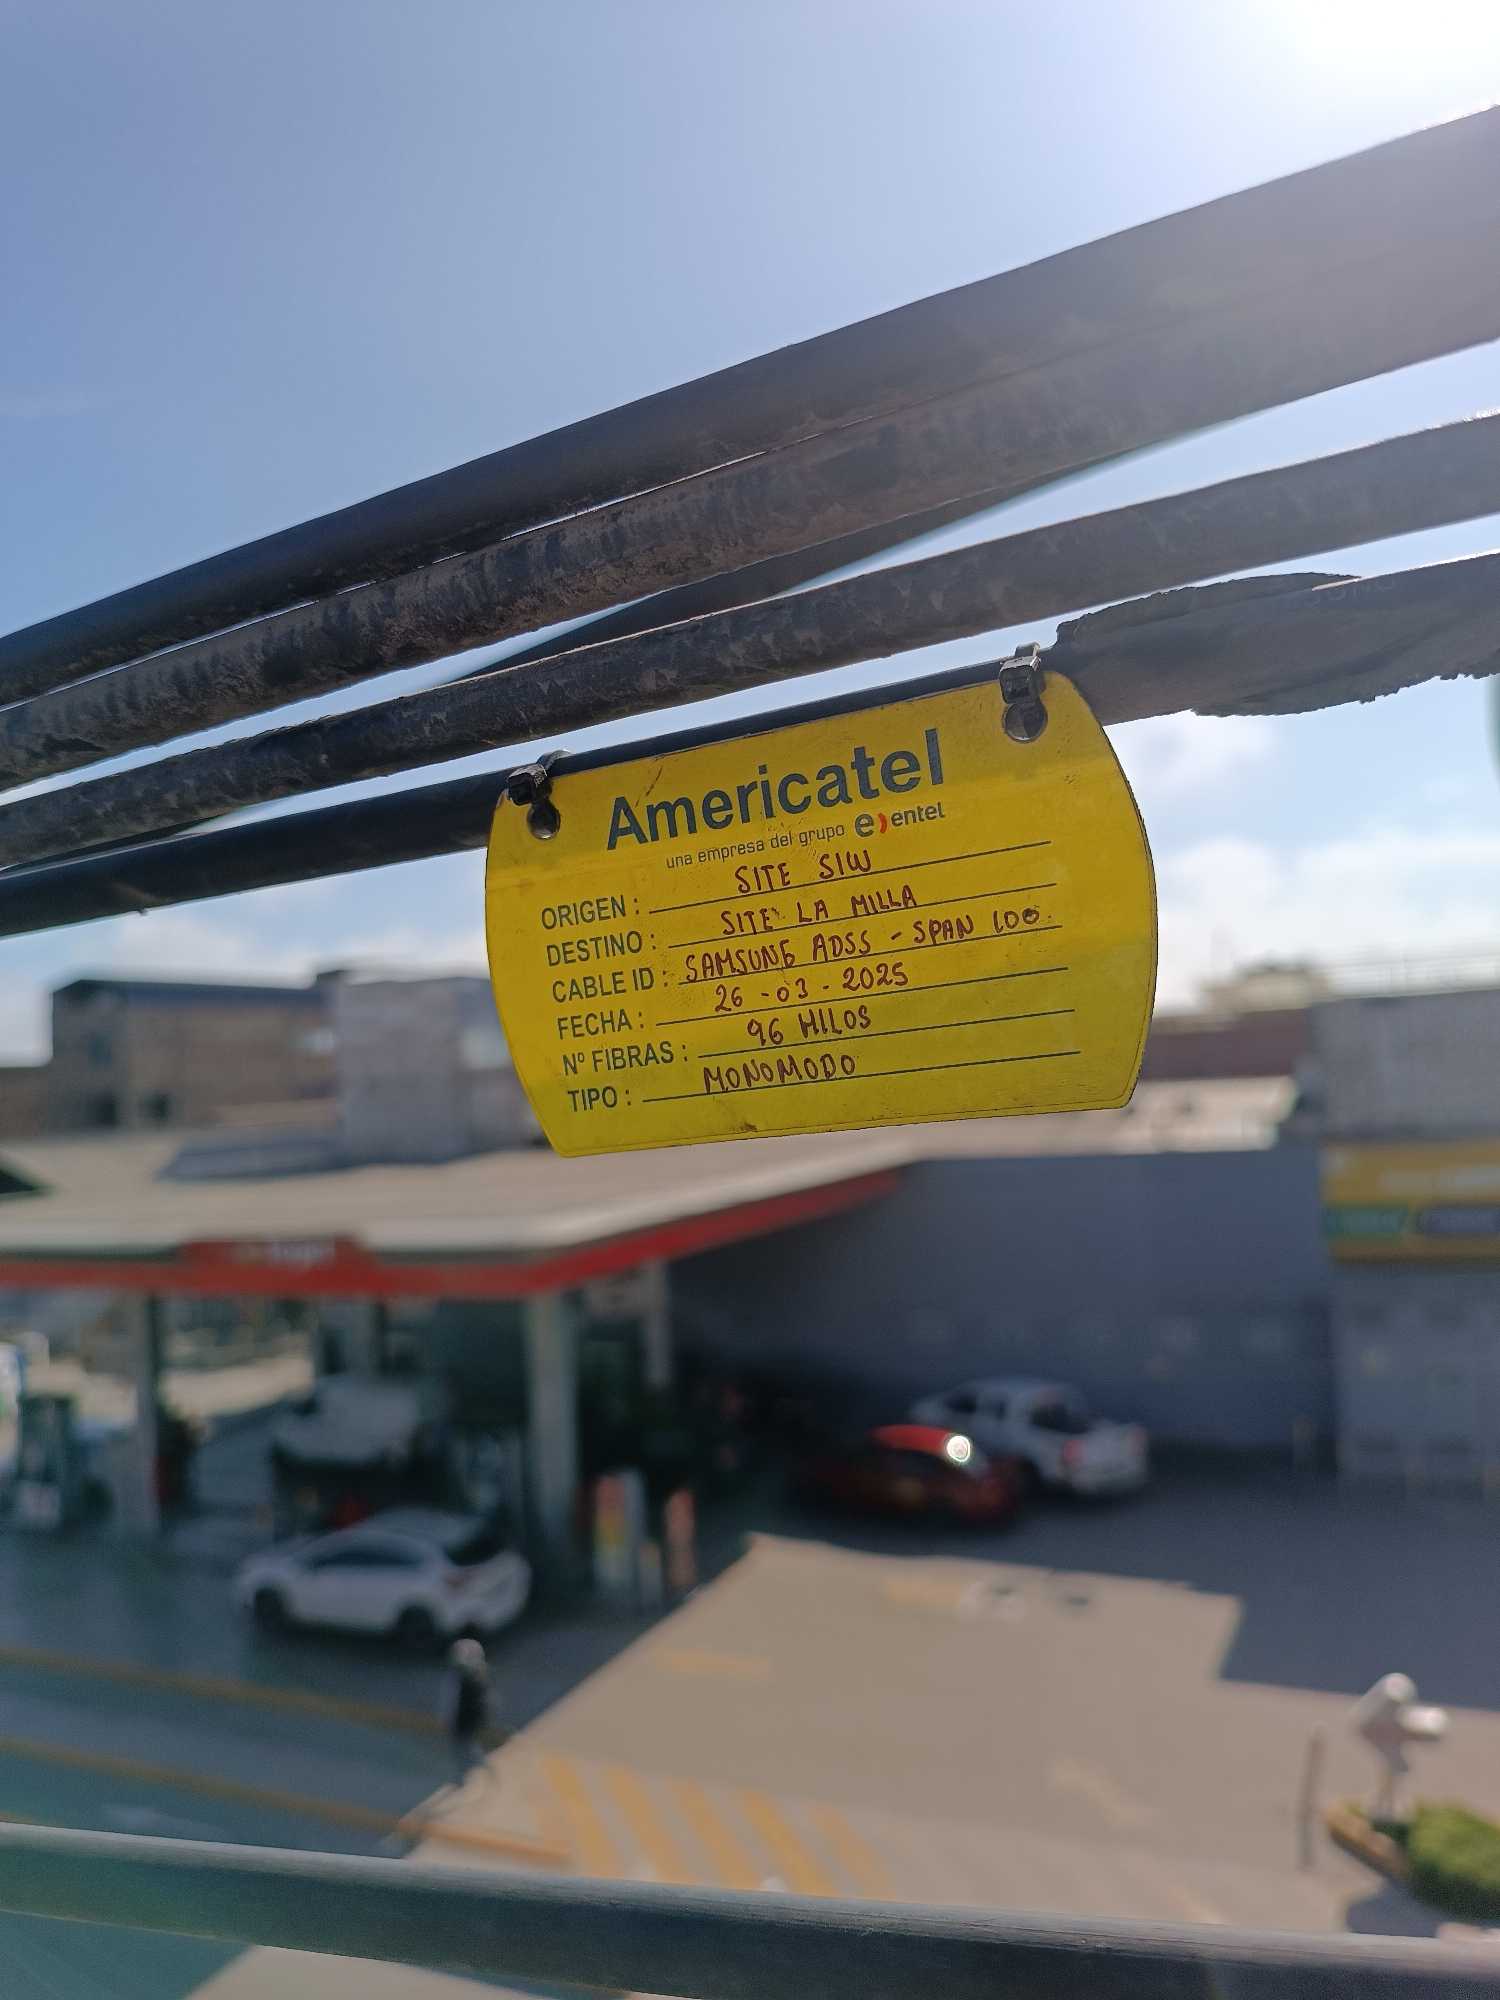 Americatel
una empresa del grupo e) entel
ORIGEN : SITE SIW
DESTINO : SITE LA MILLA
CABLE ID : SAMSUNG ADSS - SPAN 100
FECHA : 26 - 03 - 2025
Nº FIBRAS : 96 HILOS
TIPO : MONOMODO